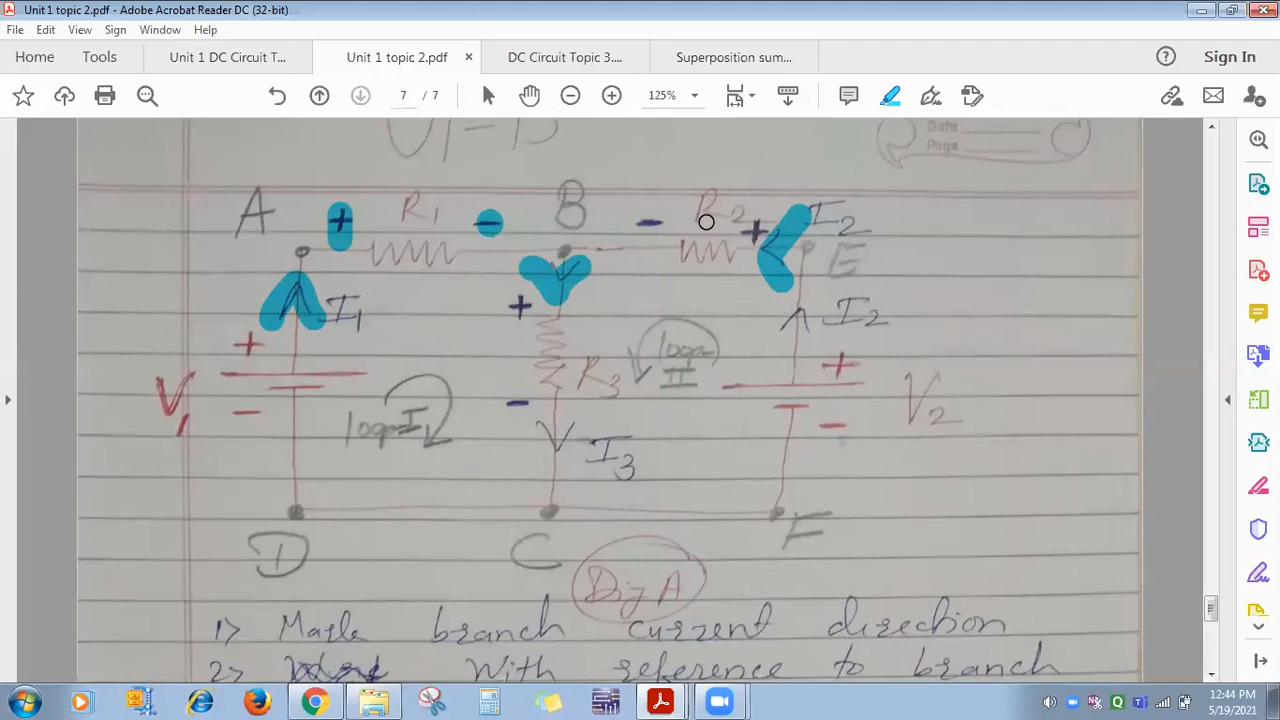 Unit 1 topic 2.pdf - Adobe Acrobat Reader DC (32-bit)
File Edit View Sign Window Help
Home Tools Unit 1 DC Circuit T... Unit 1 topic 2.pdf × DC Circuit Topic 3.... Superposition sum... Sign In
7 / 7 125%
Date
Page
A + R1 - B - R2 + I2
E
I1 + I2
+ loop II +
V1 R3 V2
- loop I - -
I3
D C F
Dig A
1> Mark branch current direction
2> With reference to branch
12:44 PM
5/19/2021